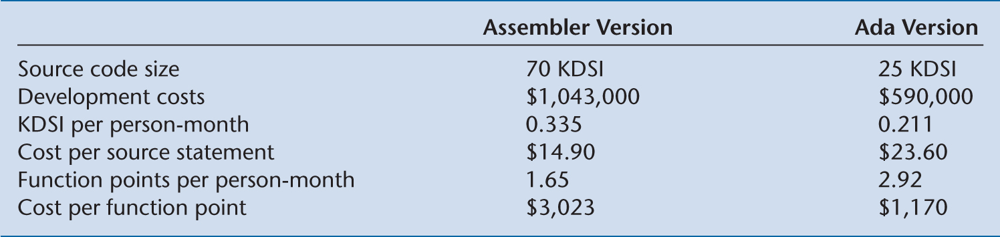 Assembler Version Ada Version
Source code size 70 KDSI 25 KDSI
Development costs $1,043,000 $590,000
KDSI per person-month 0.335 0.211
Cost per source statement $14.90 $23.60
Function points per person-month 1.65 2.92
Cost per function point $3,023 $1,170